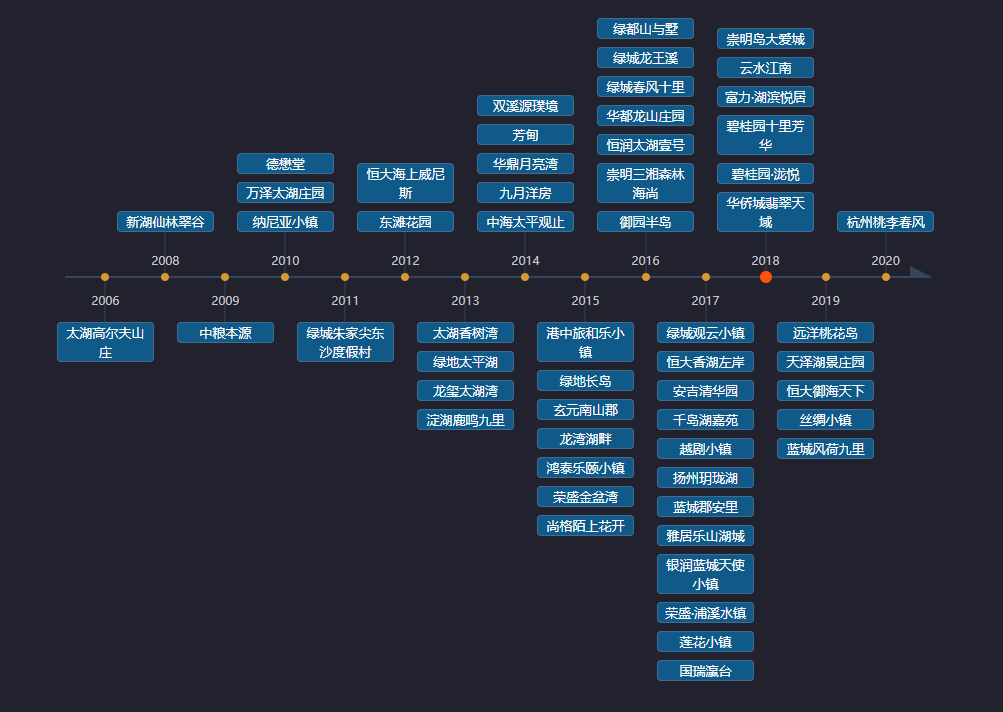 绿都山与墅
绿城龙王溪
绿城春风十里
华都龙山庄园
恒润太湖壹号
崇明三湘森林
海尚
御园半岛
崇明岛大爱城
云水江南
富力·湖滨悦居
碧桂园十里芳
华
碧桂园·泷悦
华侨城翡翠天
域
双溪源璞境
芳甸
华鼎月亮湾
九月洋房
中海太平观止
德懋堂
万泽太湖庄园
纳尼亚小镇
恒大海上威尼
斯
东滩花园
新湖仙林翠谷
杭州桃李春风
2008
2010
2012
2014
2016
2018
2020
2006
2009
2011
2013
2015
2017
2019
太湖高尔夫山
庄
中粮本源
绿城朱家尖东
沙度假村
太湖香树湾
绿地太平湖
龙玺太湖湾
淀湖鹿鸣九里
港中旅和乐小
镇
绿地长岛
玄元南山郡
龙湾湖畔
鸿泰乐颐小镇
荣盛金盆湾
尚格陌上花开
绿城观云小镇
恒大香湖左岸
安吉清华园
千岛湖嘉苑
越剧小镇
扬州玥珑湖
蓝城郡安里
雅居乐山湖城
银润蓝城天使
小镇
荣盛·浦溪水镇
莲花小镇
国瑞瀛台
远洋桃花岛
天泽湖景庄园
恒大御海天下
丝绸小镇
蓝城风荷九里